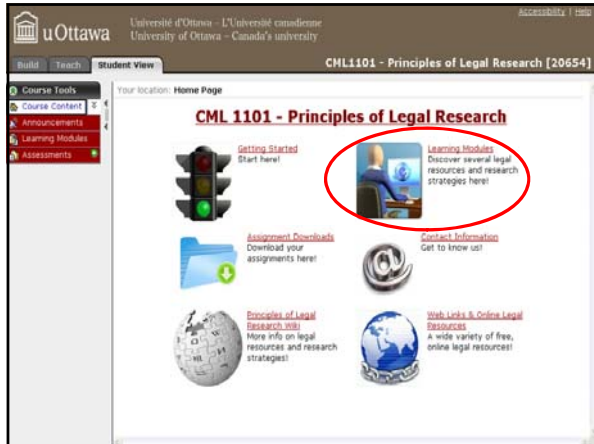 Accessibility | Help
uOttawa
Université d'Ottawa - L'Université canadienne
University of Ottawa - Canada's university
Build
Teach
Student View
CML1101 - Principles of Legal Research [20654]
Course Tools
Course Content
Announcements
Learning Modules
Assessments
Your location: Home Page
CML 1101 - Principles of Legal Research
Getting Started
Start here!
Learning Modules
Discover several legal
resources and research
strategies here!
Assignment Downloads
Download your
assignments here!
Contact Information
Get to know us!
Principles of Legal
Research Wiki
More info on legal
resources and research
strategies!
Web Links & Online Legal
Resources
A wide variety of free,
online legal resources!